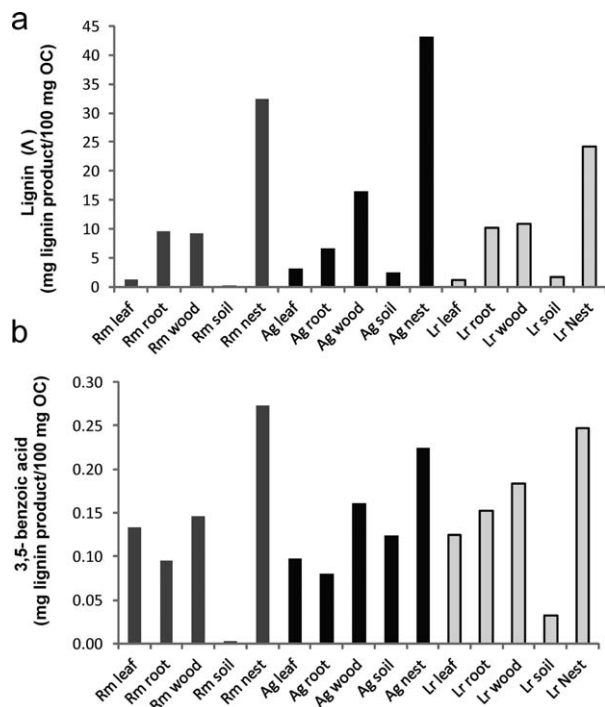 a
Lignin (Λ)
(mg lignin product/100 mg OC)
45
40
35
30
25
20
15
10
5
0
Rm leaf
Rm root
Rm wood
Rm soil
Rm nest
Ag leaf
Ag root
Ag wood
Ag soil
Ag nest
Lr leaf
Lr root
Lr wood
Lr soil
Lr Nest
b
3,5- benzoic acid
(mg lignin product/100 mg OC)
0.30
0.25
0.20
0.15
0.10
0.05
0.00
Rm leaf
Rm root
Rm wood
Rm soil
Rm nest
Ag leaf
Ag root
Ag wood
Ag soil
Ag nest
Lr leaf
Lr root
Lr wood
Lr soil
Lr Nest